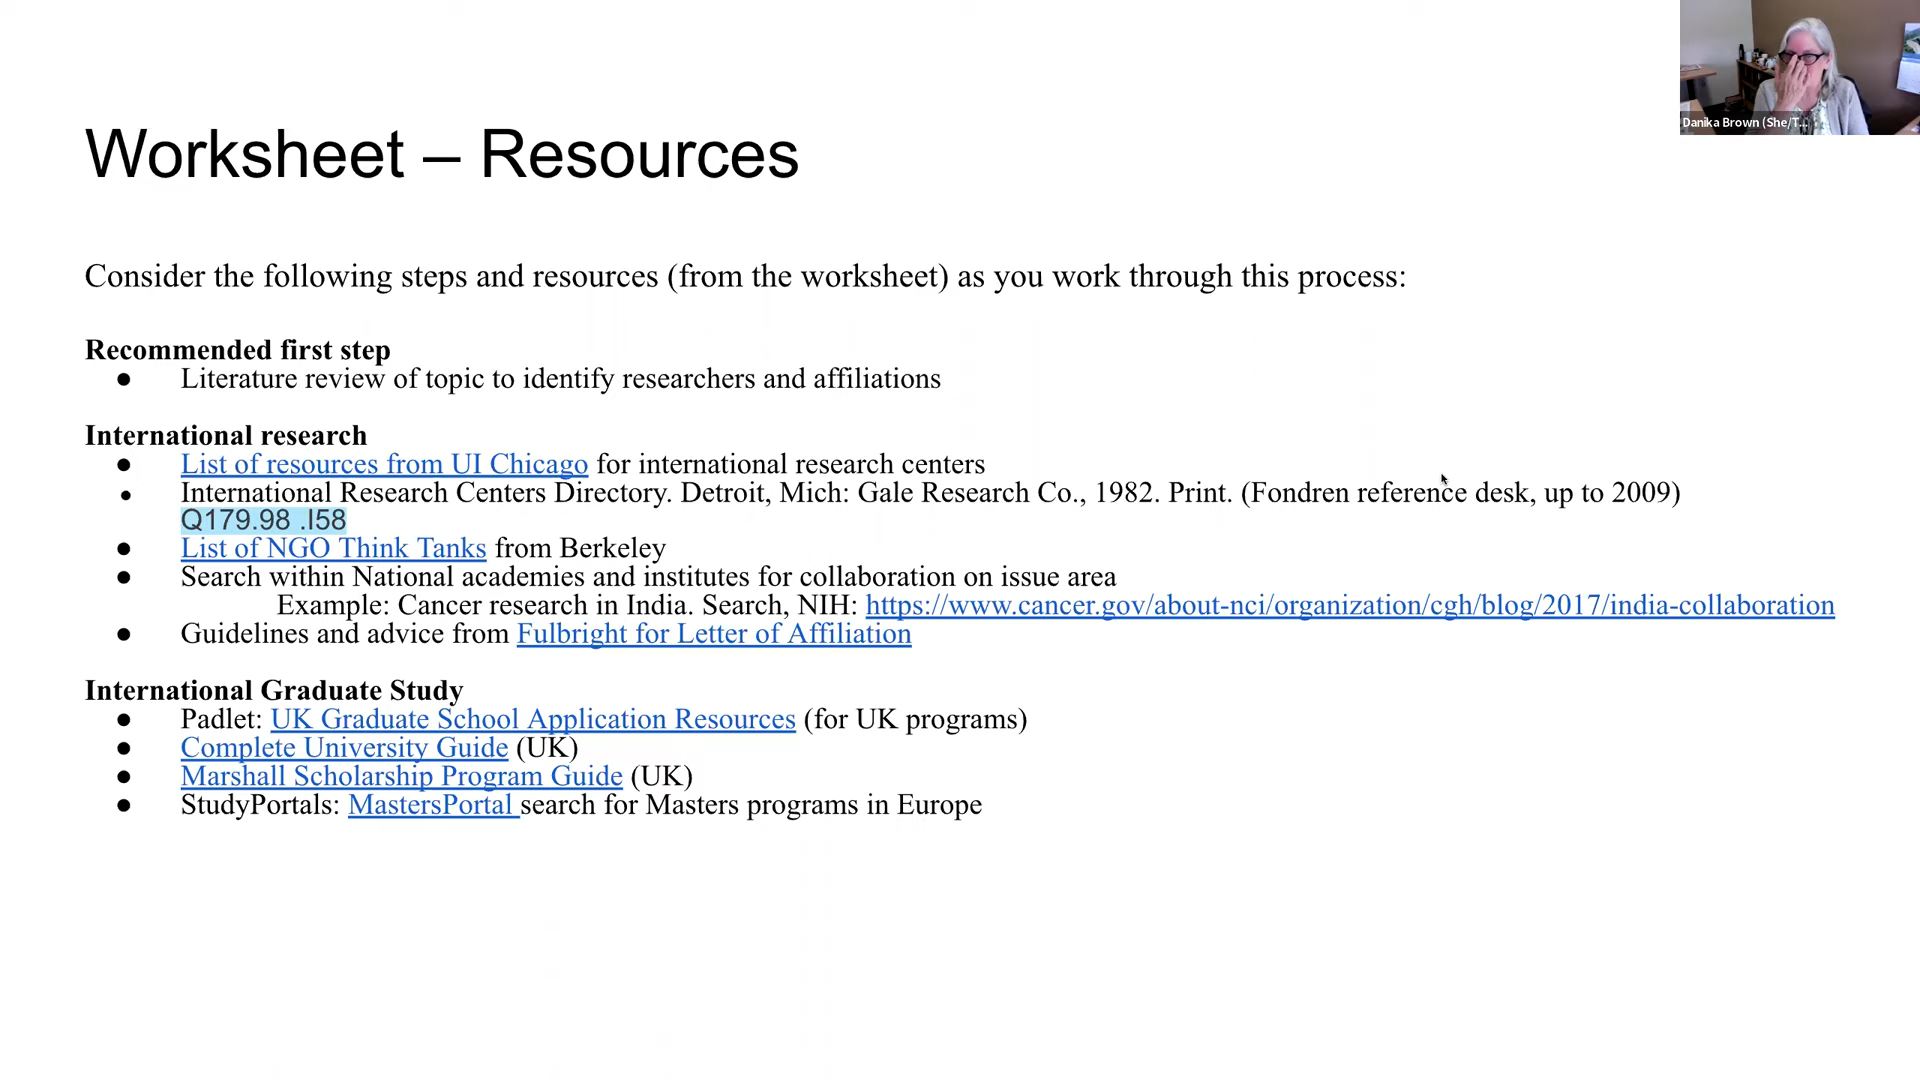 Danika Brown (She/T...
Worksheet – Resources
Consider the following steps and resources (from the worksheet) as you work through this process:
Recommended first step
● Literature review of topic to identify researchers and affiliations
International research
● List of resources from UI Chicago for international research centers
● International Research Centers Directory. Detroit, Mich: Gale Research Co., 1982. Print. (Fondren reference desk, up to 2009)
Q179.98 .I58
● List of NGO Think Tanks from Berkeley
● Search within National academies and institutes for collaboration on issue area
Example: Cancer research in India. Search, NIH: https://www.cancer.gov/about-nci/organization/cgh/blog/2017/india-collaboration
● Guidelines and advice from Fulbright for Letter of Affiliation
International Graduate Study
● Padlet: UK Graduate School Application Resources (for UK programs)
● Complete University Guide (UK)
● Marshall Scholarship Program Guide (UK)
● StudyPortals: MastersPortal search for Masters programs in Europe